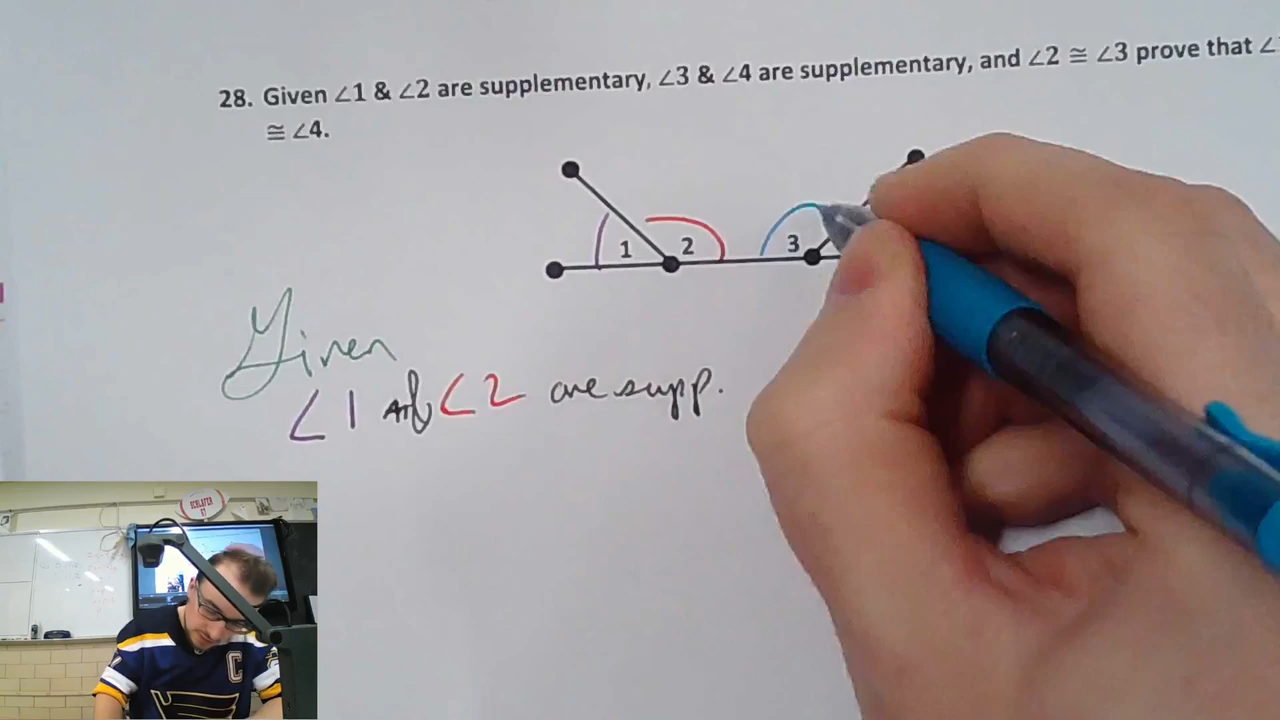 28. Given ∠1 & ∠2 are supplementary, ∠3 & ∠4 are supplementary, and ∠2 ≅ ∠3 prove that ∠
≅ ∠4.
1 2 3
Given
∠1 and ∠2 are supp.
C